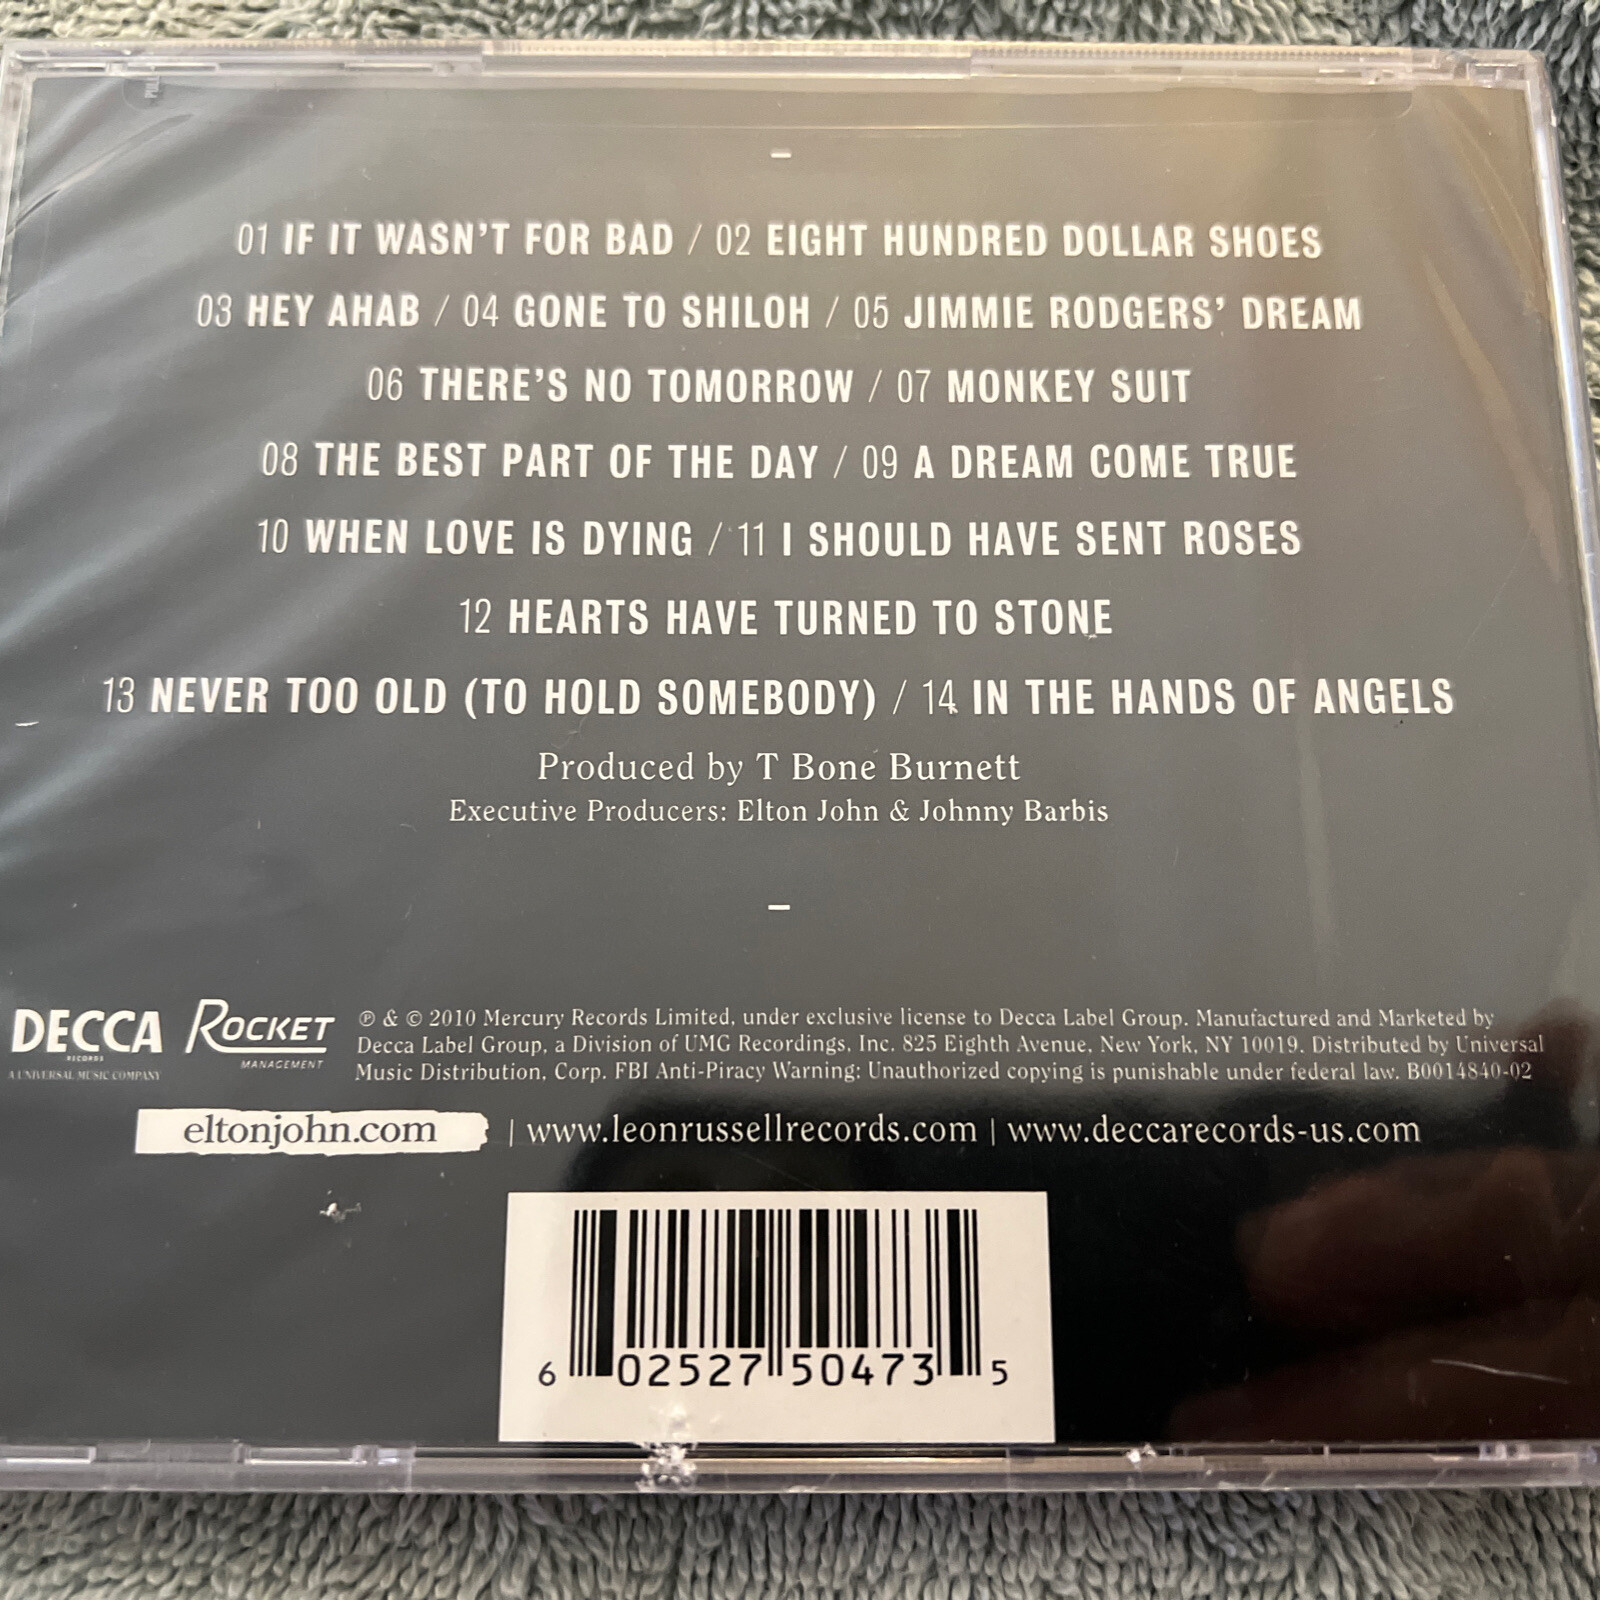 PULL
01 IF IT WASN'T FOR BAD / 02 EIGHT HUNDRED DOLLAR SHOES
03 HEY AHAB / 04 GONE TO SHILOH / 05 JIMMIE RODGERS' DREAM
06 THERE'S NO TOMORROW / 07 MONKEY SUIT
08 THE BEST PART OF THE DAY / 09 A DREAM COME TRUE
10 WHEN LOVE IS DYING / 11 I SHOULD HAVE SENT ROSES
12 HEARTS HAVE TURNED TO STONE
13 NEVER TOO OLD (TO HOLD SOMEBODY) / 14 IN THE HANDS OF ANGELS
Produced by T Bone Burnett
Executive Producers: Elton John & Johnny Barbis
DECCA
RECORDS
A UNIVERSAL MUSIC COMPANY
ROCKET
MANAGEMENT
℗ & © 2010 Mercury Records Limited, under exclusive license to Decca Label Group. Manufactured and Marketed by
Decca Label Group, a Division of UMG Recordings, Inc. 825 Eighth Avenue, New York, NY 10019. Distributed by Universal
Music Distribution, Corp. FBI Anti-Piracy Warning: Unauthorized copying is punishable under federal law. B0014840-02
eltonjohn.com | www.leonrussellrecords.com | www.deccarecords-us.com
6 02527 50473 5